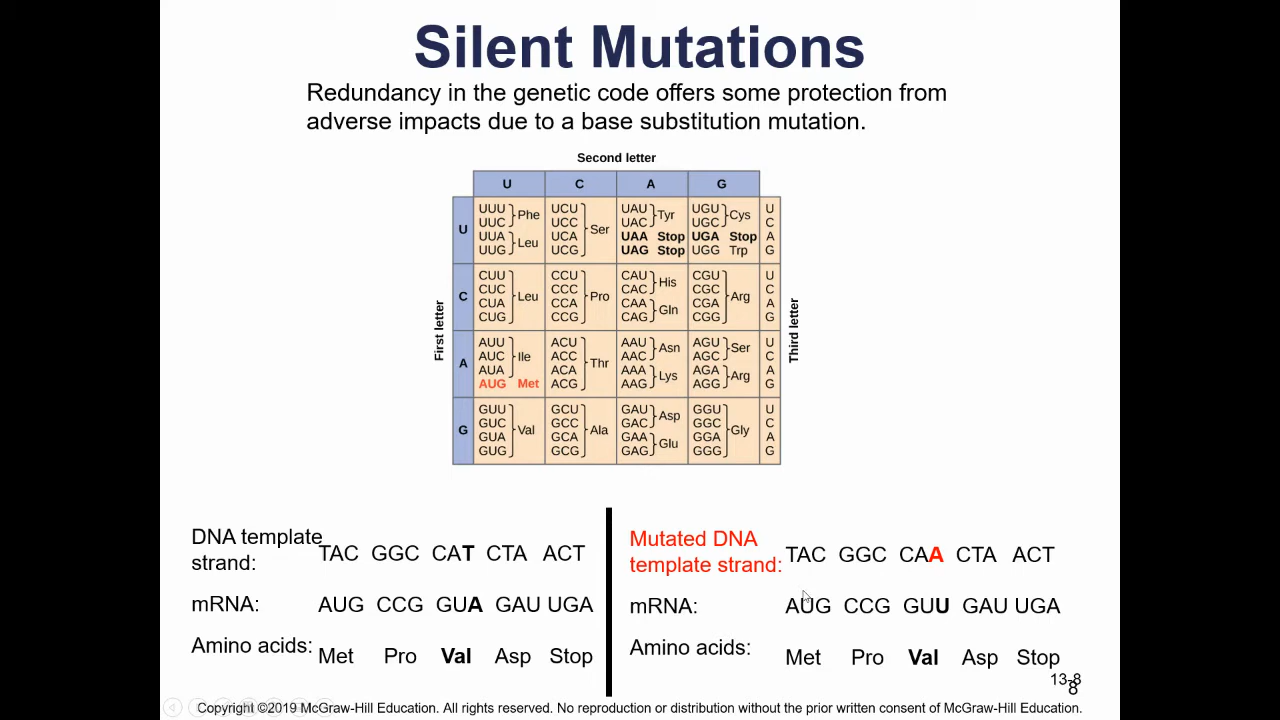 Silent Mutations
Redundancy in the genetic code offers some protection from
adverse impacts due to a base substitution mutation.
Second letter
U C A G
First letter
Third letter
U
UUU UUC Phe
UUA UUG Leu
UCU UCC UCA UCG Ser
UAU UAC Tyr
UAA Stop
UAG Stop
UGU UGC Cys
UGA Stop
UGG Trp
U C A G
C
CUU CUC CUA CUG Leu
CCU CCC CCA CCG Pro
CAU CAC His
CAA CAG Gln
CGU CGC CGA CGG Arg
U C A G
A
AUU AUC AUA Ile
AUG Met
ACU ACC ACA ACG Thr
AAU AAC Asn
AAA AAG Lys
AGU AGC Ser
AGA AGG Arg
U C A G
G
GUU GUC GUA GUG Val
GCU GCC GCA GCG Ala
GAU GAC Asp
GAA GAG Glu
GGU GGC GGA GGG Gly
U C A G
DNA template
strand:
TAC GGC CAT CTA ACT
mRNA:
AUG CCG GUA GAU UGA
Amino acids:
Met Pro Val Asp Stop
Mutated DNA
template strand:
TAC GGC CAA CTA ACT
mRNA:
AUG CCG GUU GAU UGA
Amino acids:
Met Pro Val Asp Stop
13-8
8
Copyright ©2019 McGraw-Hill Education. All rights reserved. No reproduction or distribution without the prior written consent of McGraw-Hill Education.